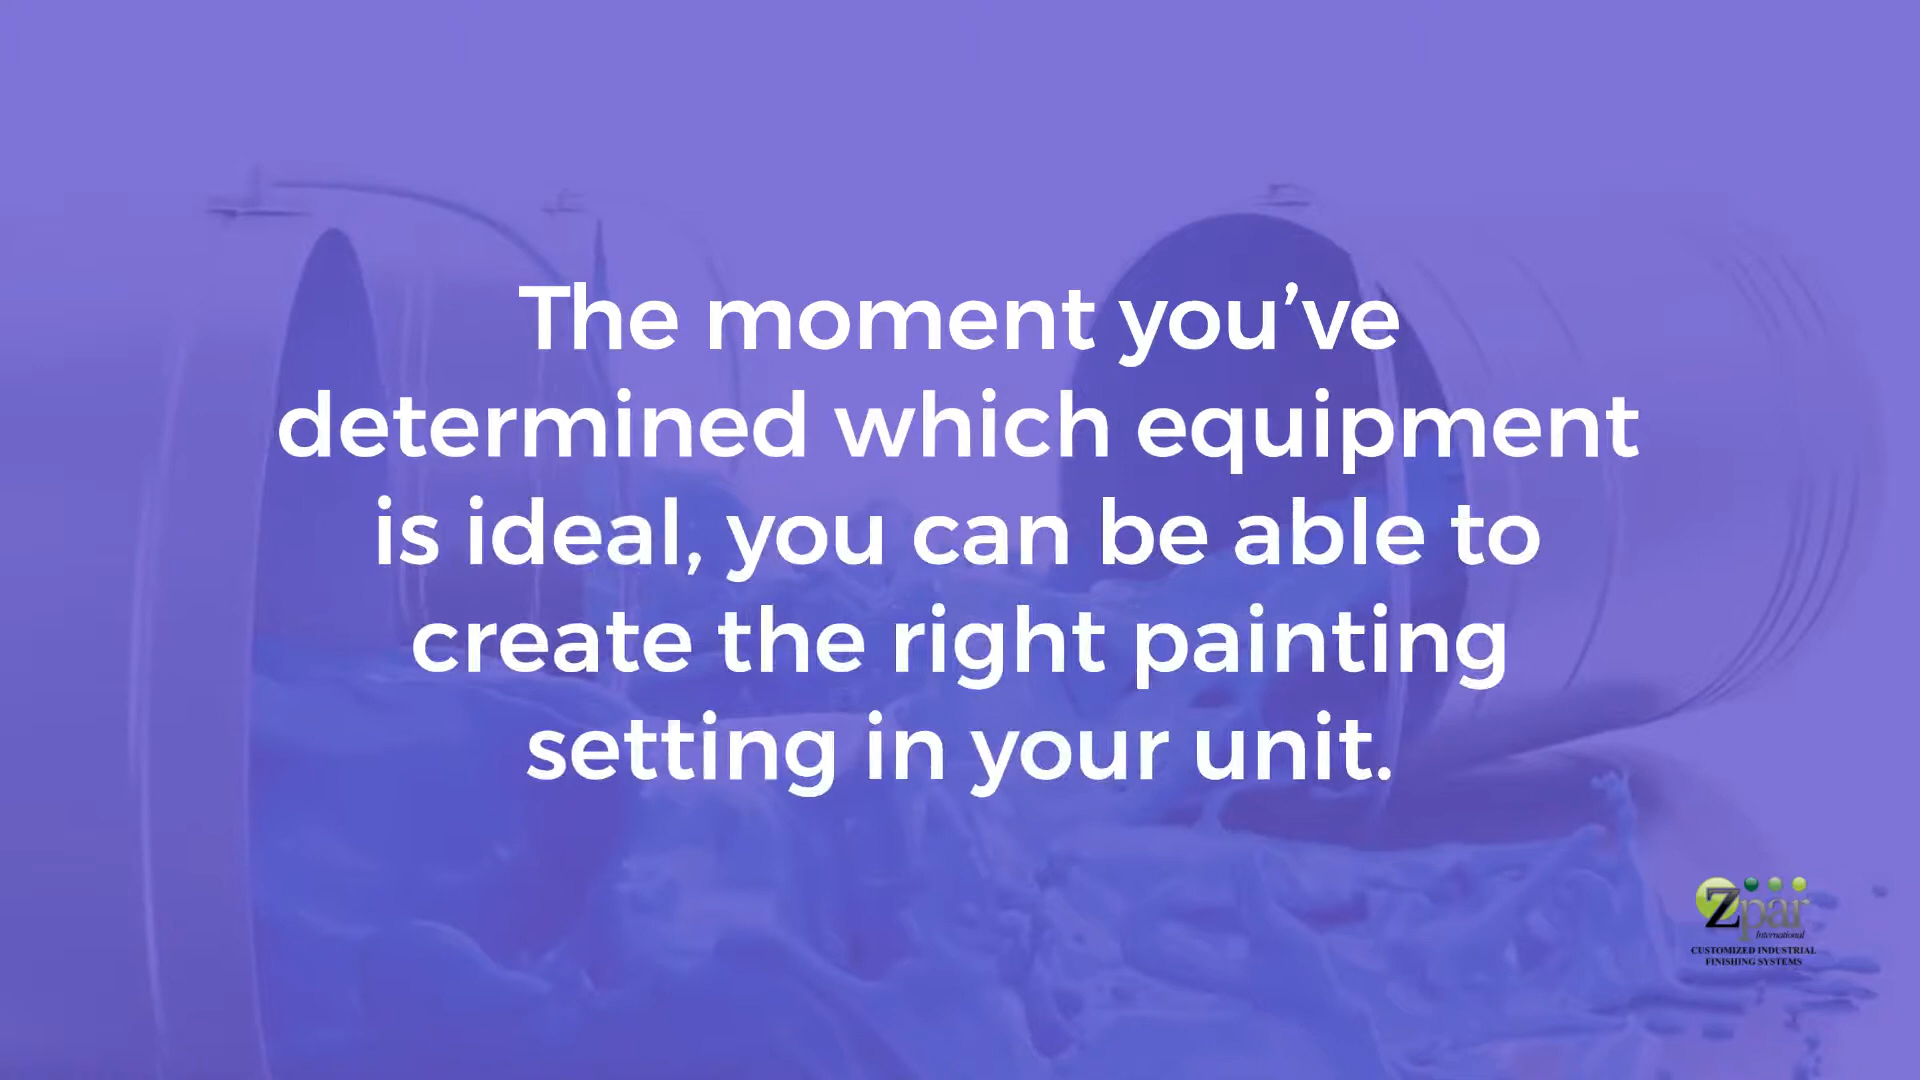 The moment you’ve
determined which equipment
is ideal, you can be able to
create the right painting
setting in your unit.
Zpar
International
CUSTOMIZED INDUSTRIAL
FINISHING SYSTEMS